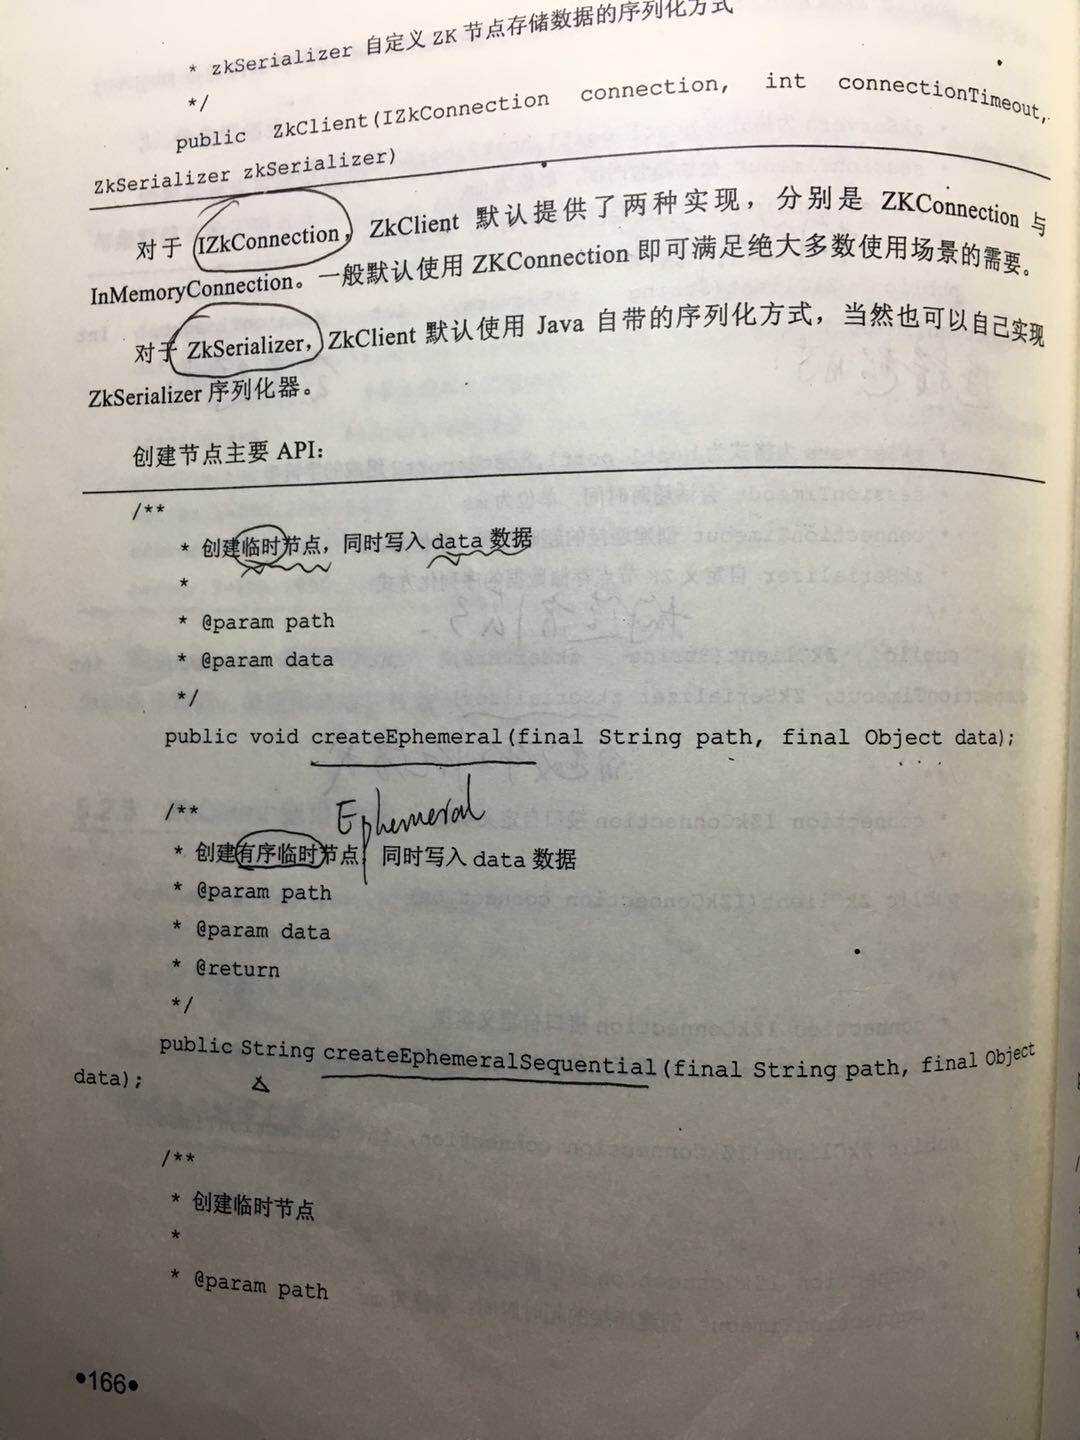 * zkSerializer 自定义 ZK 节点存储数据的序列化方式
*/
public ZkClient(IZkConnection connection, int connectionTimeout,
ZkSerializer zkSerializer)
对于 IZkConnection，ZkClient 默认提供了两种实现，分别是 ZKConnection 与
InMemoryConnection。一般默认使用 ZKConnection 即可满足绝大多数使用场景的需要。
对于 ZkSerializer，ZkClient 默认使用 Java 自带的序列化方式，当然也可以自己实现
ZkSerializer 序列化器。
创建节点主要 API：
/**
* 创建临时节点，同时写入 data 数据
*
* @param path
* @param data
*/
public void createEphemeral(final String path, final Object data);
Ephemeral
/**
* 创建有序临时节点，同时写入 data 数据
* @param path
* @param data
* @return
*/
public String createEphemeralSequential(final String path, final Object
data);
/**
* 创建临时节点
*
* @param path
•166•